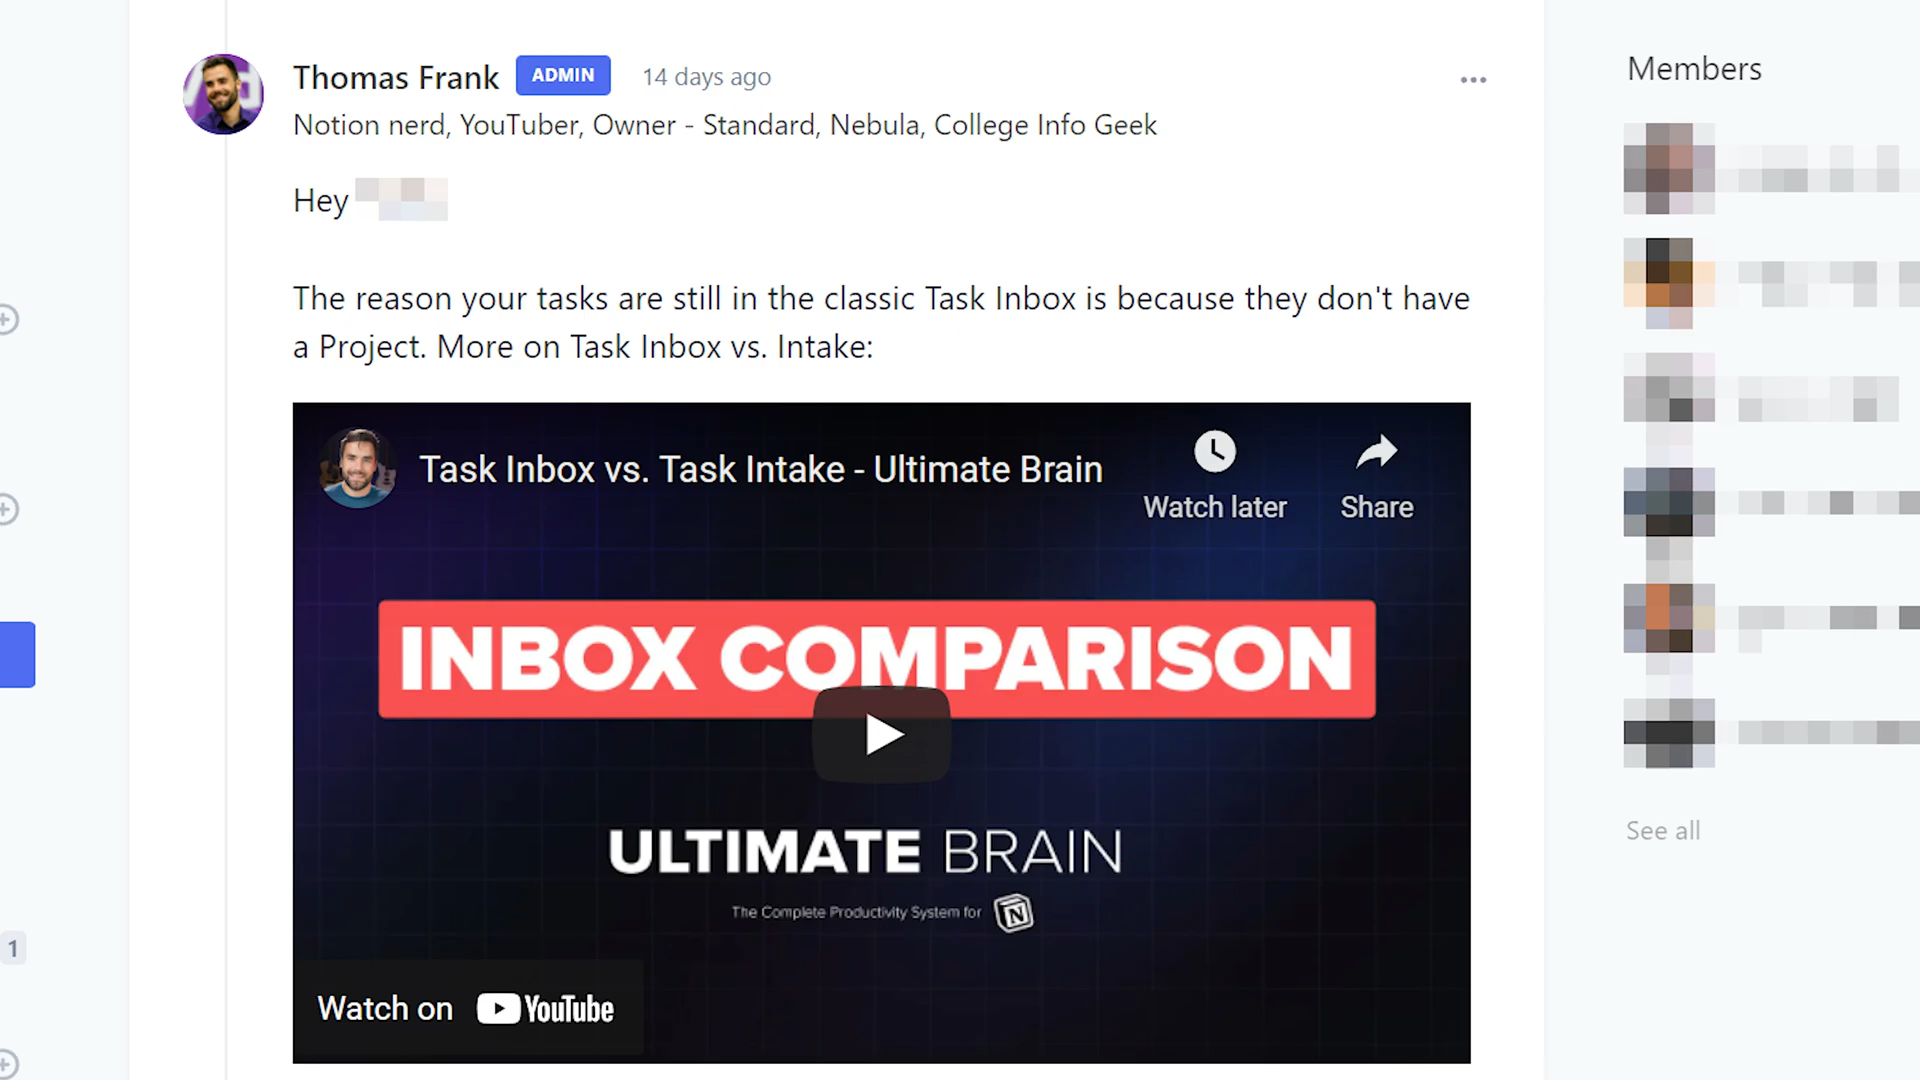 Thomas Frank ADMIN 14 days ago
Notion nerd, YouTuber, Owner - Standard, Nebula, College Info Geek
Hey
The reason your tasks are still in the classic Task Inbox is because they don't have
a Project. More on Task Inbox vs. Intake:
Task Inbox vs. Task Intake - Ultimate Brain
Watch later
Share
INBOX COMPARISON
ULTIMATE BRAIN
The Complete Productivity System for
Watch on YouTube
1
Members
See all